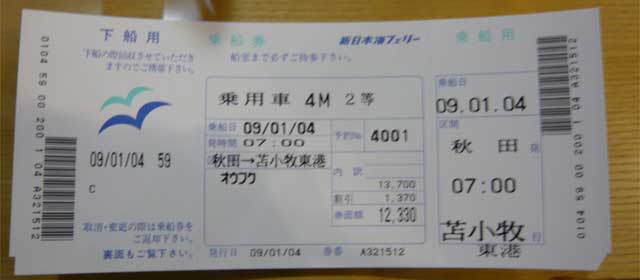 下船用
下船の際回収させていただき
ますのでご携帯下さい。
09/01/04 59
C
取消・変更の際は乗船券を
ご返却下さい。
裏面もご覧下さい。
0104 59 00 200 1 04 A321512
乗船券
新日本海フェリー
船室まで必ずご持参下さい。
乗用車 4M 2等
乗船日 09/01/04
予約No 4001
発時間 07:00
秋田→苫小牧東港
オウフク
内訳
13,700
割引 1,370
券面額 12,330
発行日 09/01/04 券番 A321512
乗船用
乗船日
09.01.04
区間
秋田 発
07:00
苫小牧 行
東港
A321512
0104 59 00 200 1 04 A321512